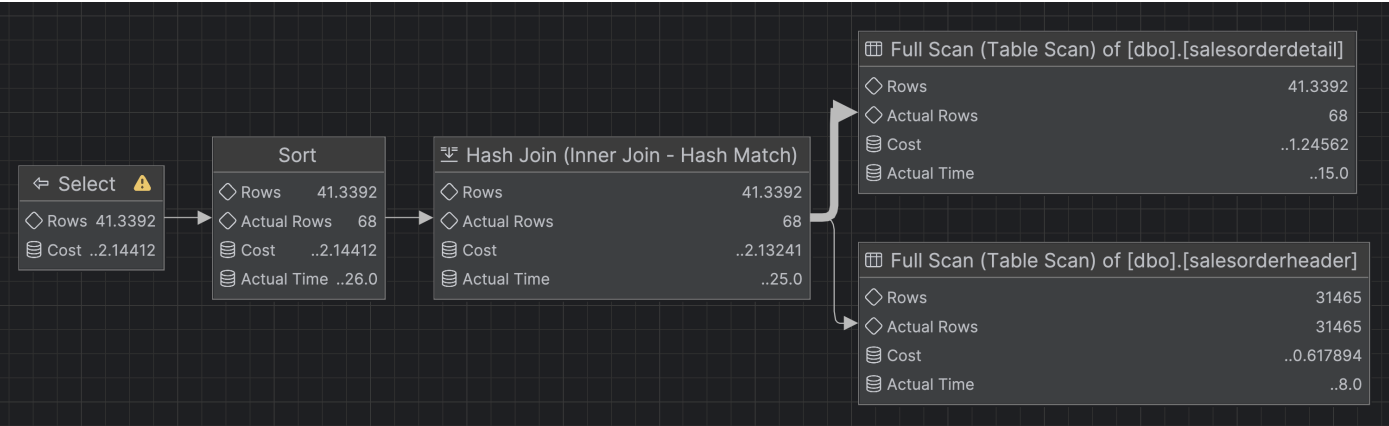 Select
Rows 41.3392
Cost ..2.14412
Sort
Rows 41.3392
Actual Rows 68
Cost ..2.14412
Actual Time ..26.0
Hash Join (Inner Join - Hash Match)
Rows 41.3392
Actual Rows 68
Cost ..2.13241
Actual Time ..25.0
Full Scan (Table Scan) of [dbo].[salesorderdetail]
Rows 41.3392
Actual Rows 68
Cost ..1.24562
Actual Time ..15.0
Full Scan (Table Scan) of [dbo].[salesorderheader]
Rows 31465
Actual Rows 31465
Cost ..0.617894
Actual Time ..8.0